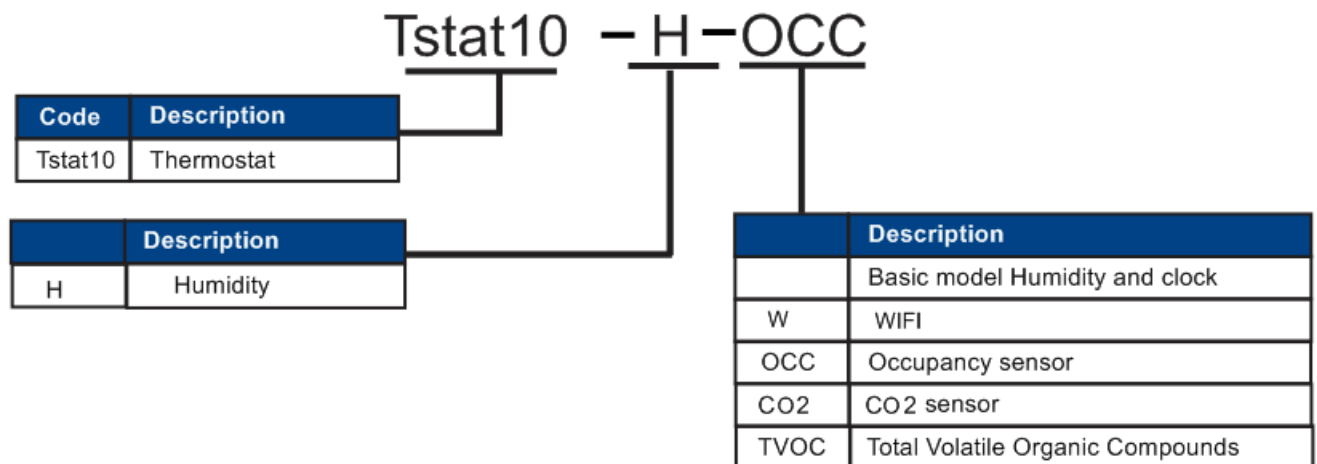 Tstat10 – H – OCC
Code Description
Tstat10 Thermostat
Description
H Humidity
Description
Basic model Humidity and clock
W WIFI
OCC Occupancy sensor
CO2 CO2 sensor
TVOC Total Volatile Organic Compounds